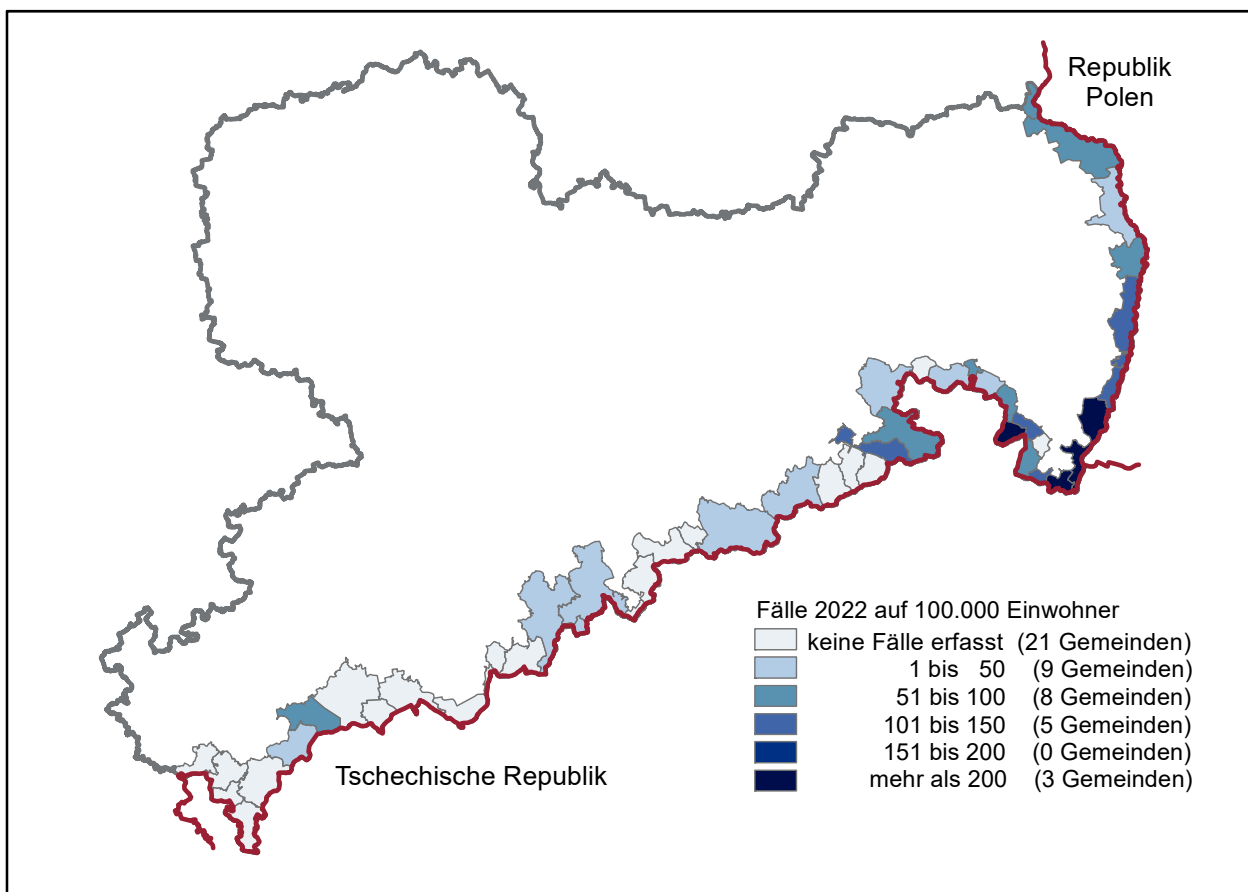 Republik
Polen
Tschechische Republik
Fälle 2022 auf 100.000 Einwohner
keine Fälle erfasst (21 Gemeinden)
1 bis 50 (9 Gemeinden)
51 bis 100 (8 Gemeinden)
101 bis 150 (5 Gemeinden)
151 bis 200 (0 Gemeinden)
mehr als 200 (3 Gemeinden)